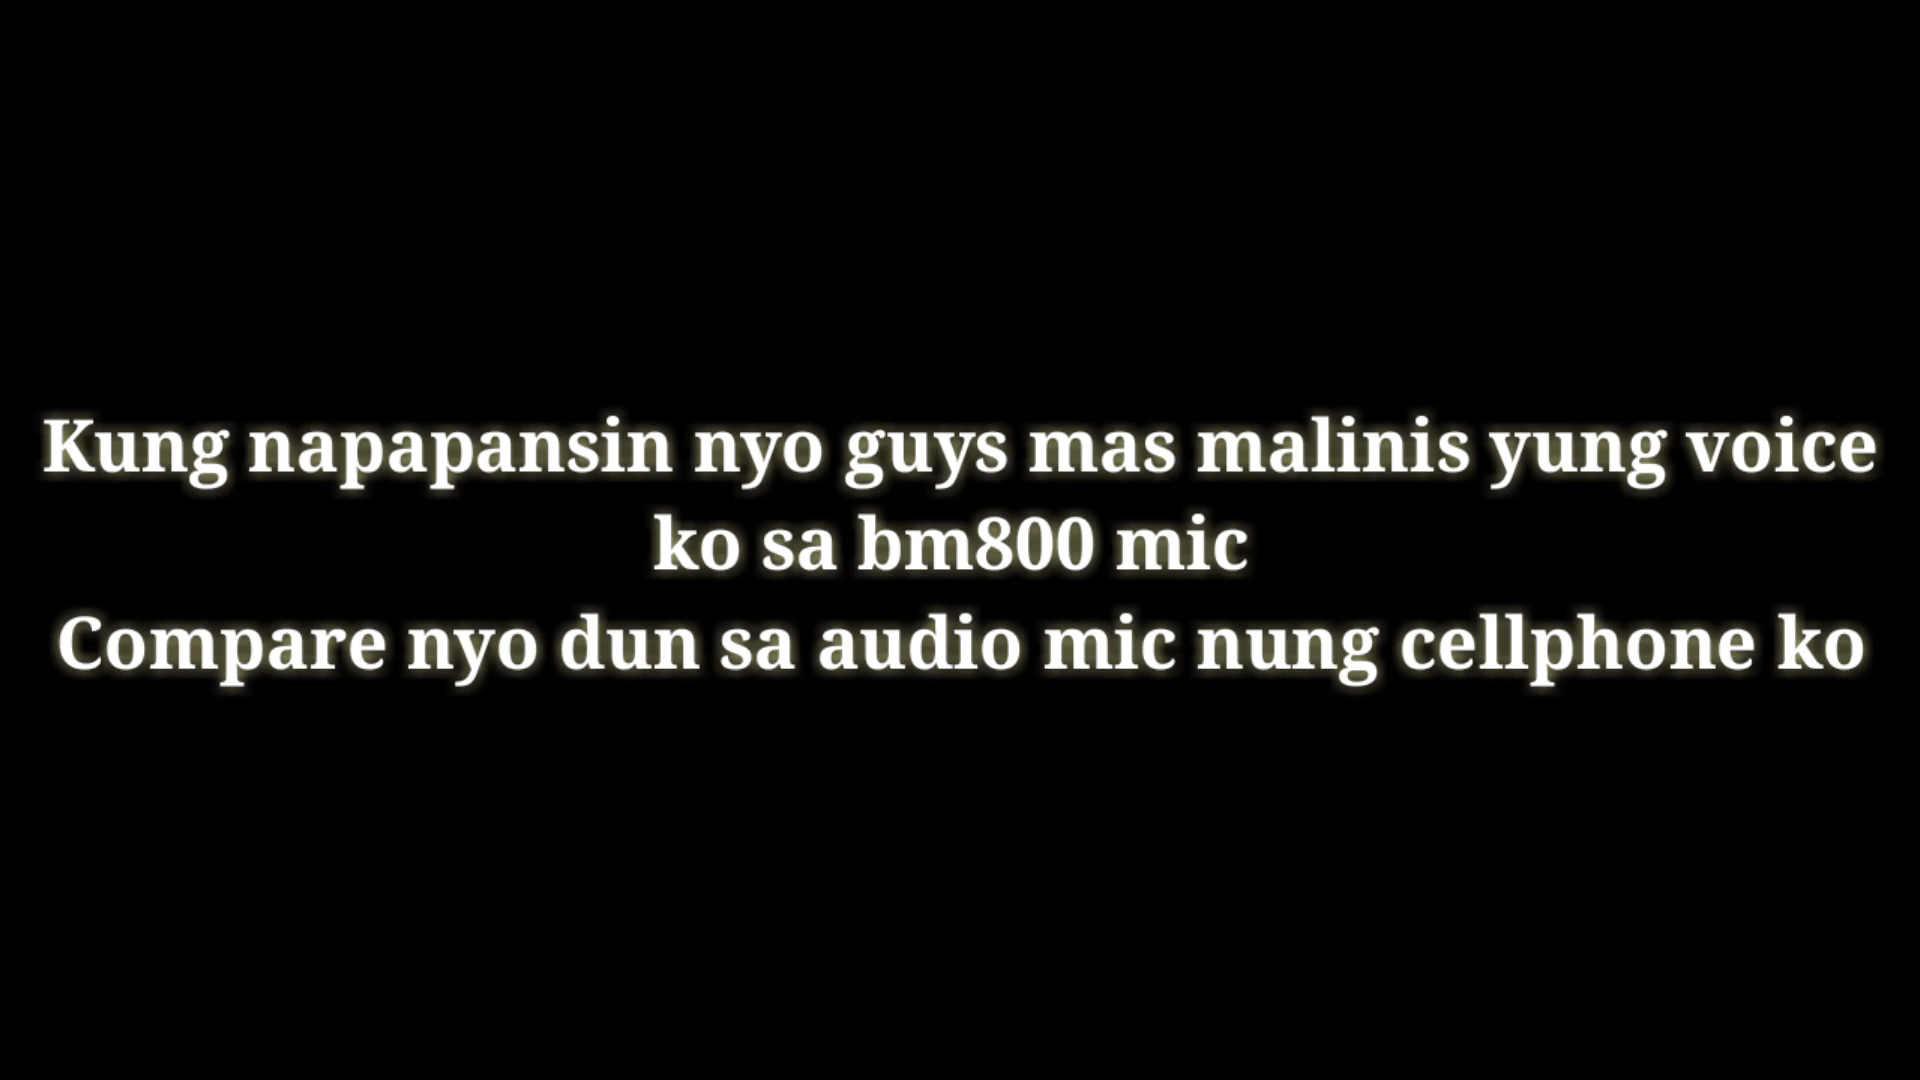 Kung napapansin nyo guys mas malinis yung voice
ko sa bm800 mic
Compare nyo dun sa audio mic nung cellphone ko